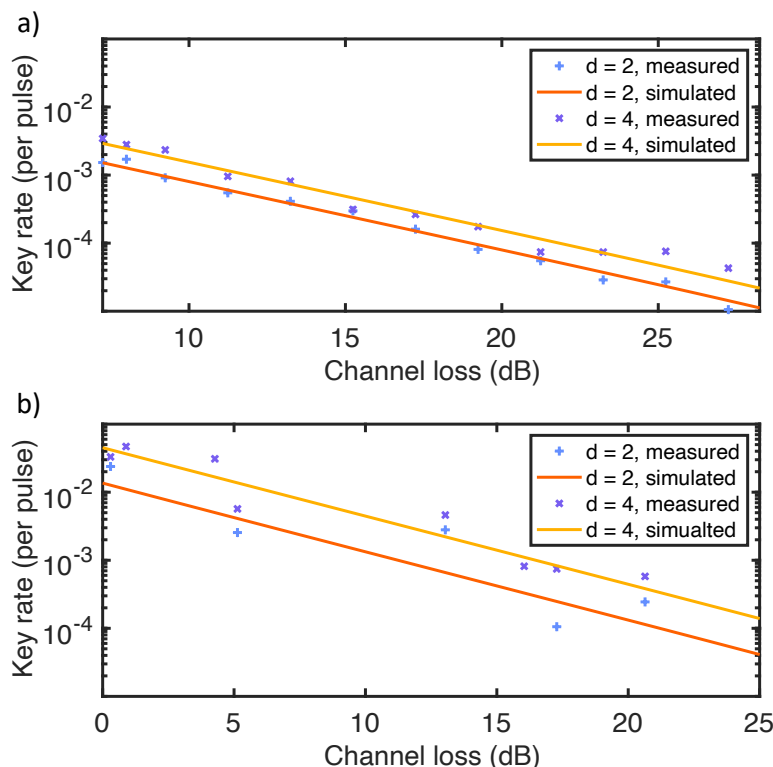 a)
Key rate (per pulse)
10^-2
10^-3
10^-4
d = 2, measured
d = 2, simulated
d = 4, measured
d = 4, simulated
10
15
20
25
Channel loss (dB)
b)
Key rate (per pulse)
10^-2
10^-3
10^-4
d = 2, measured
d = 2, simulated
d = 4, measured
d = 4, simualted
0
5
10
15
20
25
Channel loss (dB)